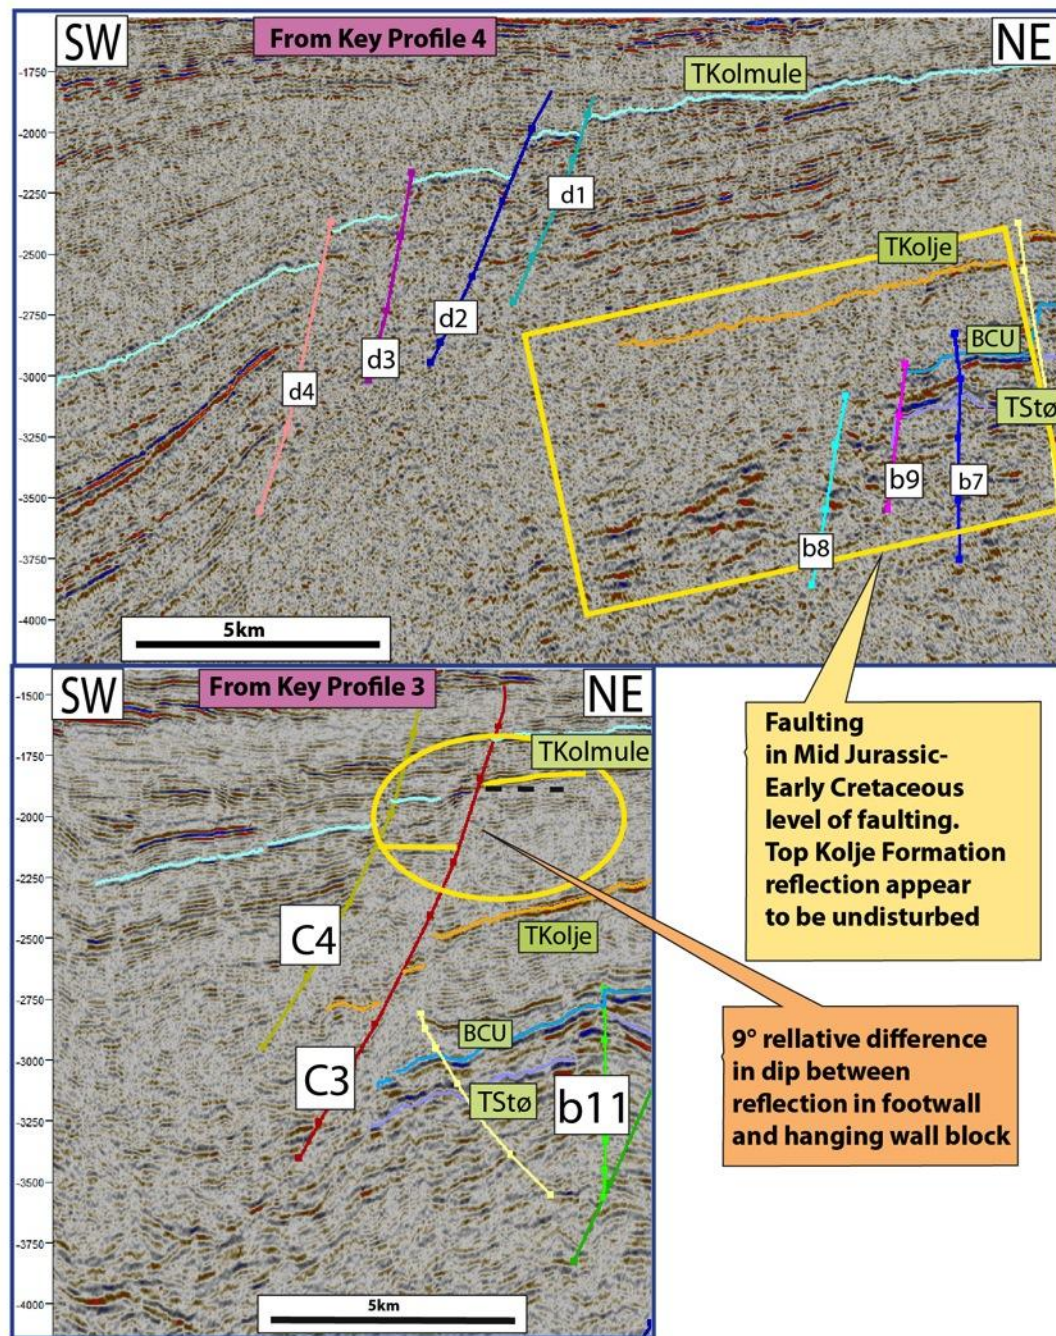 SW
From Key Profile 4
NE
TKolmule
-1750
-2000
-2250
-2500
-2750
-3000
-3250
-3500
-3750
-4000
d1
d2
d3
d4
TKolje
BCU
TStø
b9
b7
b8
5km
SW
From Key Profile 3
NE
TKolmule
-1500
-1750
-2000
-2250
-2500
-2750
-3000
-3250
-3500
-3750
-4000
C4
TKolje
BCU
C3
TStø
b11
5km
Faulting
in Mid Jurassic-
Early Cretaceous
level of faulting.
Top Kolje Formation
reflection appear
to be undisturbed
9° rellative difference
in dip between
reflection in footwall
and hanging wall block